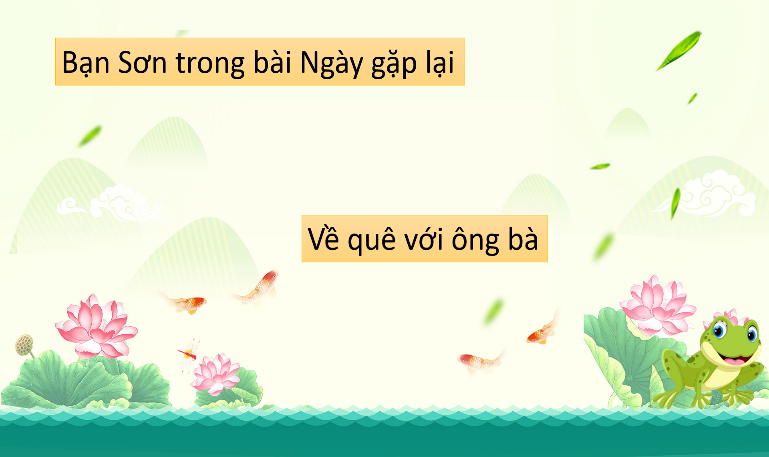 Bạn Sơn trong bài Ngày gặp lại
Về quê với ông bà